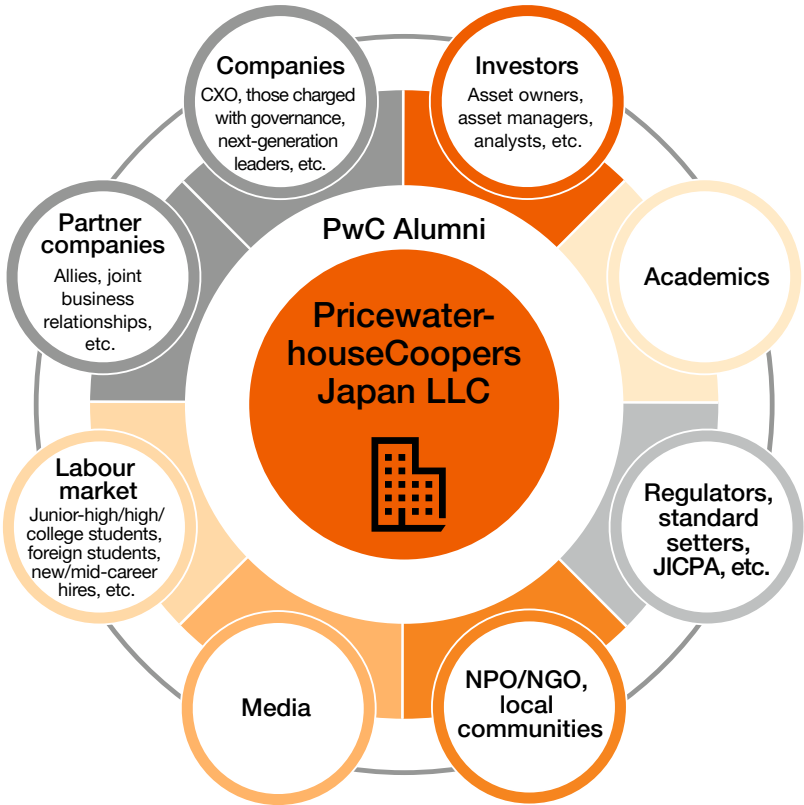 Companies
CXO, those charged
with governance,
next-generation
leaders, etc.
Investors
Asset owners,
asset managers,
analysts, etc.
Partner
companies
Allies, joint
business
relationships,
etc.
PwC Alumni
Academics
Pricewater-
houseCoopers
Japan LLC
Labour
market
Junior-high/high/
college students,
foreign students,
new/mid-career
hires, etc.
Regulators,
standard
setters,
JICPA, etc.
Media
NPO/NGO,
local
communities